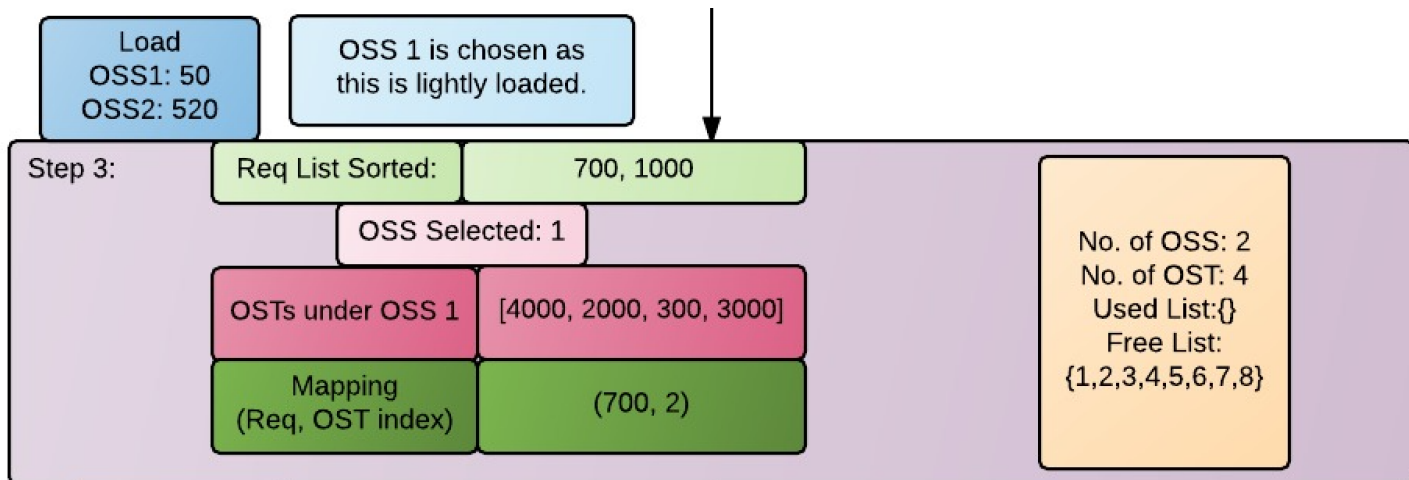 Load
OSS1: 50
OSS2: 520
OSS 1 is chosen as
this is lightly loaded.
Step 3:
Req List Sorted:
700, 1000
OSS Selected: 1
OSTs under OSS 1
[4000, 2000, 300, 3000]
Mapping
(Req, OST index)
(700, 2)
No. of OSS: 2
No. of OST: 4
Used List:{}
Free List:
{1,2,3,4,5,6,7,8}